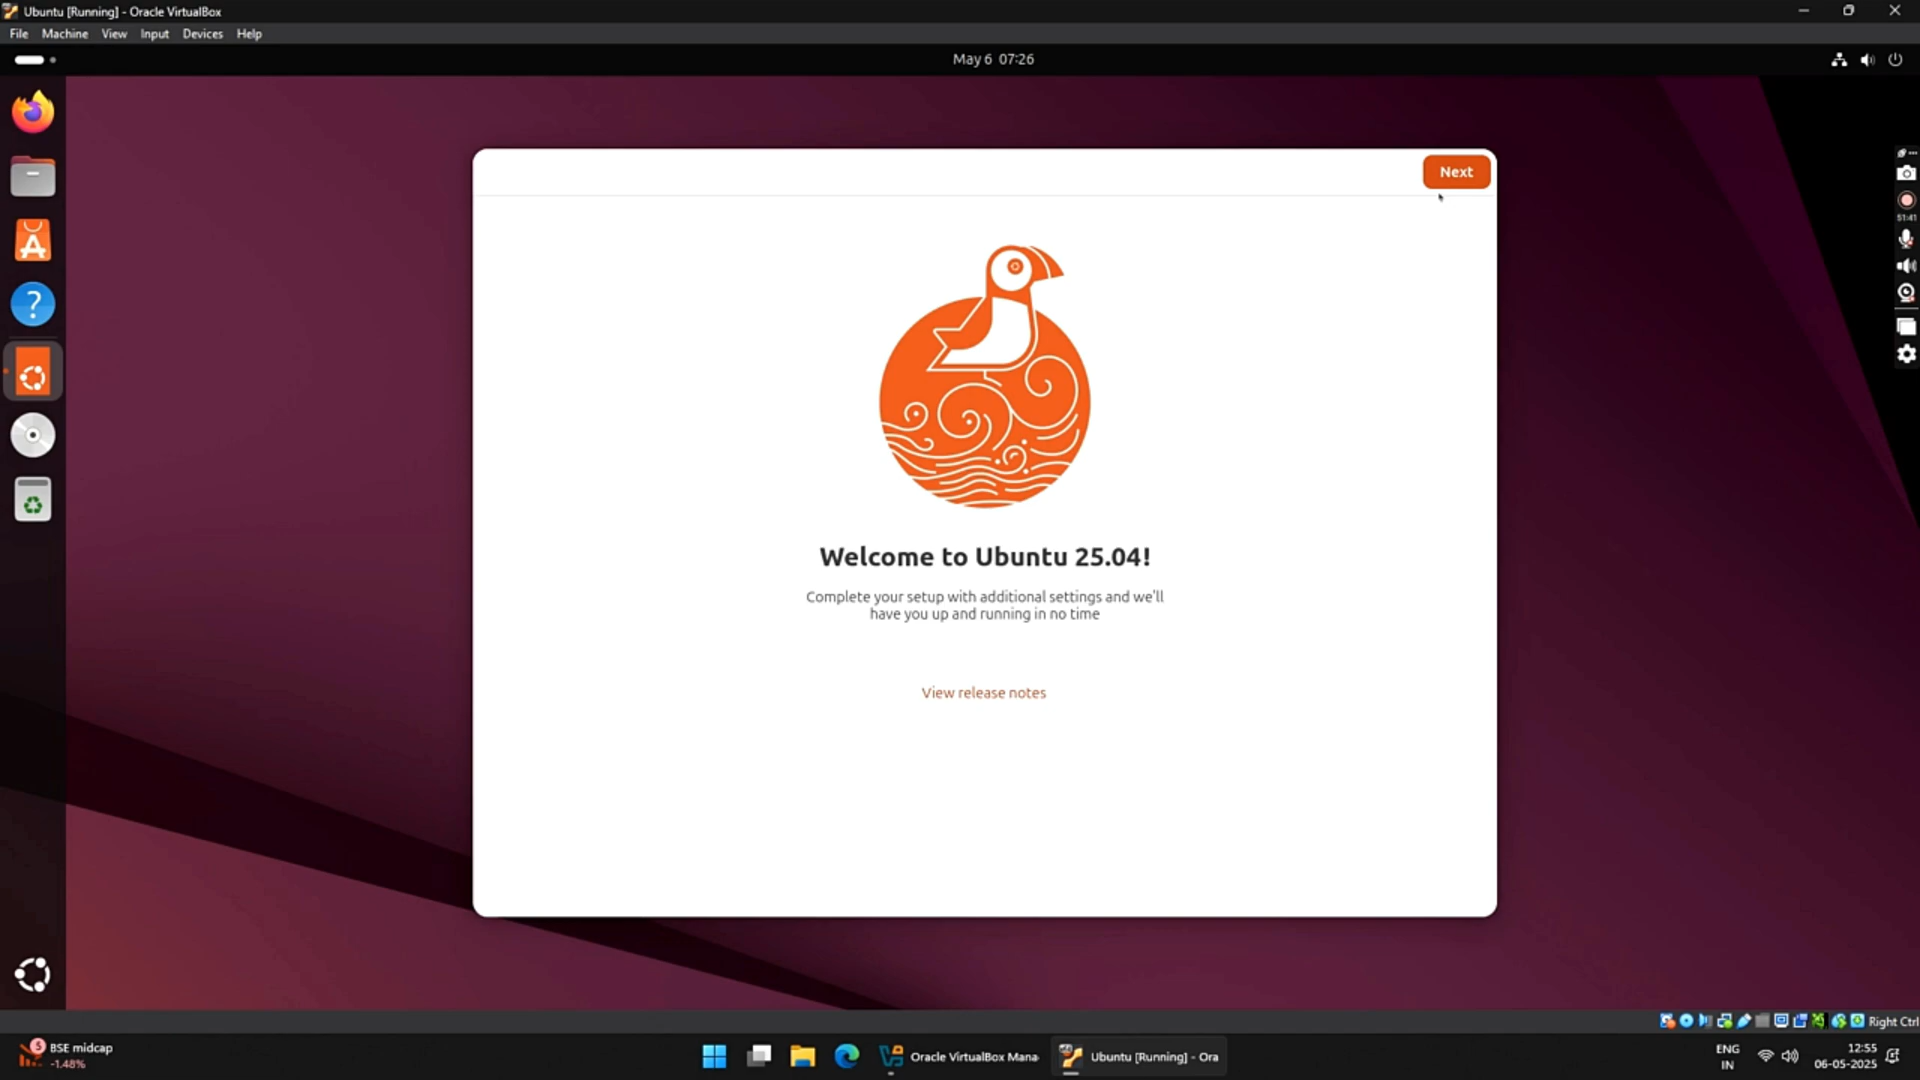 Ubuntu [Running] - Oracle VirtualBox
File Machine View Input Devices Help
May 6 07:26
Next
51:41
Welcome to Ubuntu 25.04!
Complete your setup with additional settings and we'll
have you up and running in no time
View release notes
Right Ctrl
5
BSE midcap
-1.48%
Oracle VirtualBox Mana
Ubuntu [Running] - Ora
ENG
IN
12:55
06-05-2025